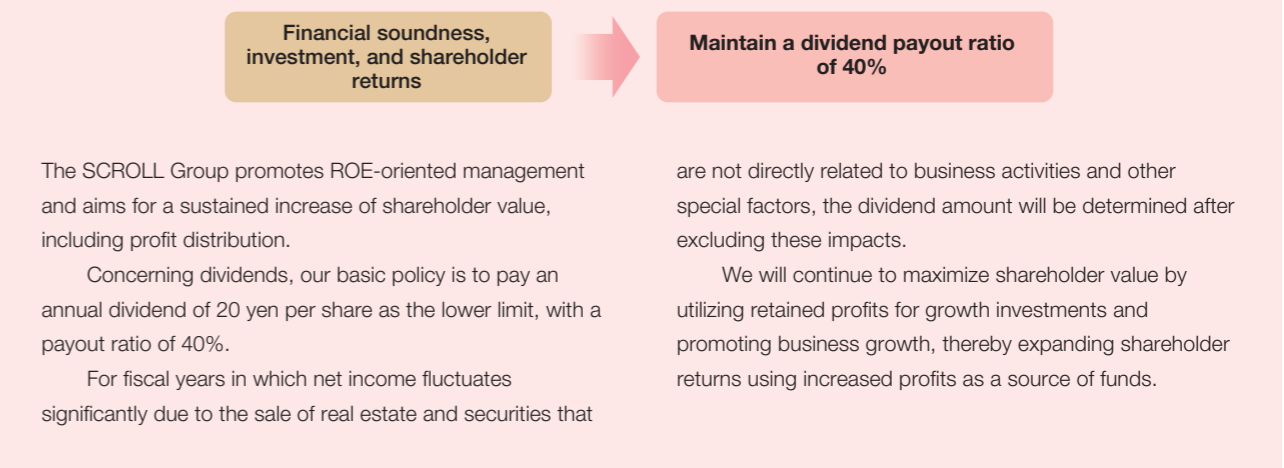 Financial soundness,
investment, and shareholder
returns
Maintain a dividend payout ratio
of 40%
The SCROLL Group promotes ROE-oriented management
and aims for a sustained increase of shareholder value,
including profit distribution.
Concerning dividends, our basic policy is to pay an
annual dividend of 20 yen per share as the lower limit, with a
payout ratio of 40%.
For fiscal years in which net income fluctuates
significantly due to the sale of real estate and securities that
are not directly related to business activities and other
special factors, the dividend amount will be determined after
excluding these impacts.
We will continue to maximize shareholder value by
utilizing retained profits for growth investments and
promoting business growth, thereby expanding shareholder
returns using increased profits as a source of funds.